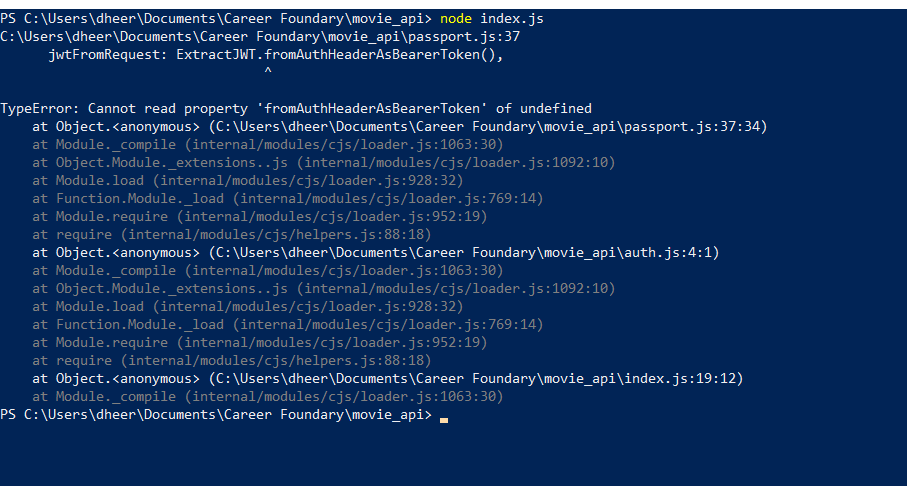 PS C:\Users\dheer\Documents\Career Foundary\movie_api> node index.js
C:\Users\dheer\Documents\Career Foundary\movie_api\passport.js:37
      jwtFromRequest: ExtractJWT.fromAuthHeaderAsBearerToken(),
                                 ^

TypeError: Cannot read property 'fromAuthHeaderAsBearerToken' of undefined
    at Object.<anonymous> (C:\Users\dheer\Documents\Career Foundary\movie_api\passport.js:37:34)
    at Module._compile (internal/modules/cjs/loader.js:1063:30)
    at Object.Module._extensions..js (internal/modules/cjs/loader.js:1092:10)
    at Module.load (internal/modules/cjs/loader.js:928:32)
    at Function.Module._load (internal/modules/cjs/loader.js:769:14)
    at Module.require (internal/modules/cjs/loader.js:952:19)
    at require (internal/modules/cjs/helpers.js:88:18)
    at Object.<anonymous> (C:\Users\dheer\Documents\Career Foundary\movie_api\auth.js:4:1)
    at Module._compile (internal/modules/cjs/loader.js:1063:30)
    at Object.Module._extensions..js (internal/modules/cjs/loader.js:1092:10)
    at Module.load (internal/modules/cjs/loader.js:928:32)
    at Function.Module._load (internal/modules/cjs/loader.js:769:14)
    at Module.require (internal/modules/cjs/loader.js:952:19)
    at require (internal/modules/cjs/helpers.js:88:18)
    at Object.<anonymous> (C:\Users\dheer\Documents\Career Foundary\movie_api\index.js:19:12)
    at Module._compile (internal/modules/cjs/loader.js:1063:30)
PS C:\Users\dheer\Documents\Career Foundary\movie_api>